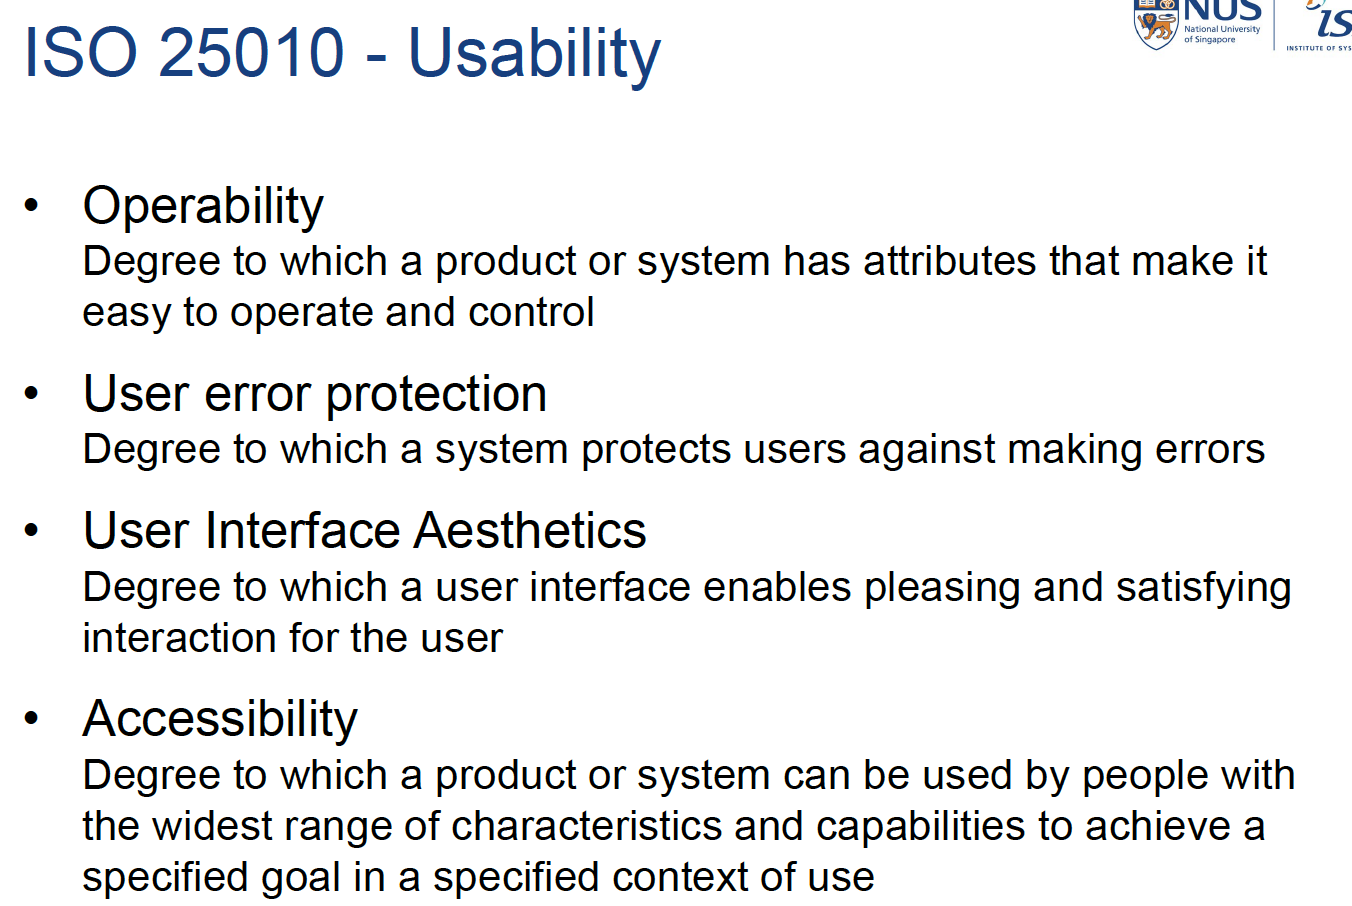 ISO 25010 - Usability
NUS
National University
of Singapore
INSTITUTE OF
• Operability
Degree to which a product or system has attributes that make it
easy to operate and control
• User error protection
Degree to which a system protects users against making errors
• User Interface Aesthetics
Degree to which a user interface enables pleasing and satisfying
interaction for the user
• Accessibility
Degree to which a product or system can be used by people with
the widest range of characteristics and capabilities to achieve a
specified goal in a specified context of use